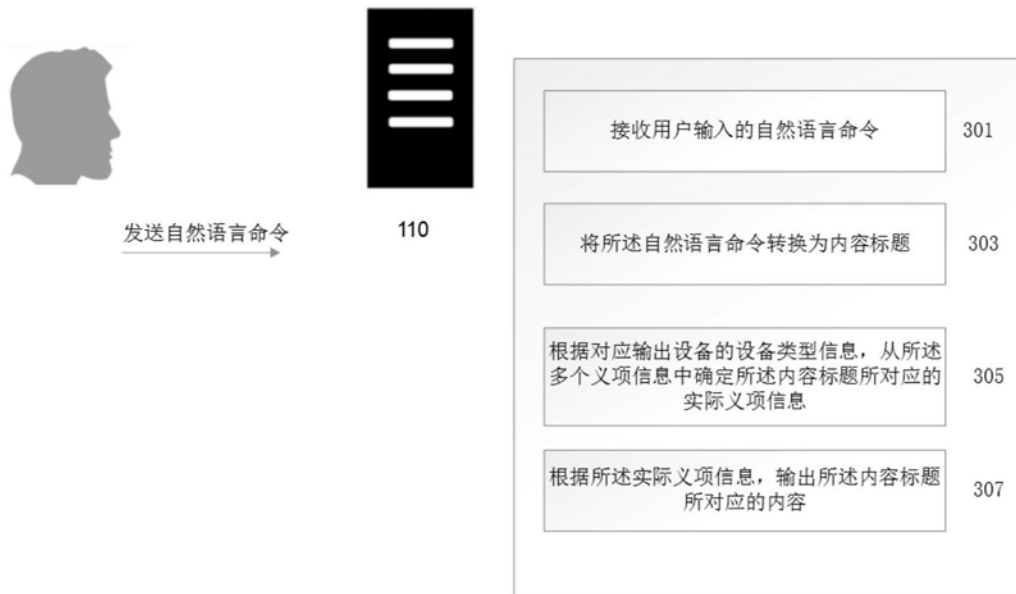 发送自然语言命令
110
接收用户输入的自然语言命令
301
将所述自然语言命令转换为内容标题
303
根据对应输出设备的设备类型信息，从所述
多个义项信息中确定所述内容标题所对应的
实际义项信息
305
根据所述实际义项信息，输出所述内容标题
所对应的内容
307